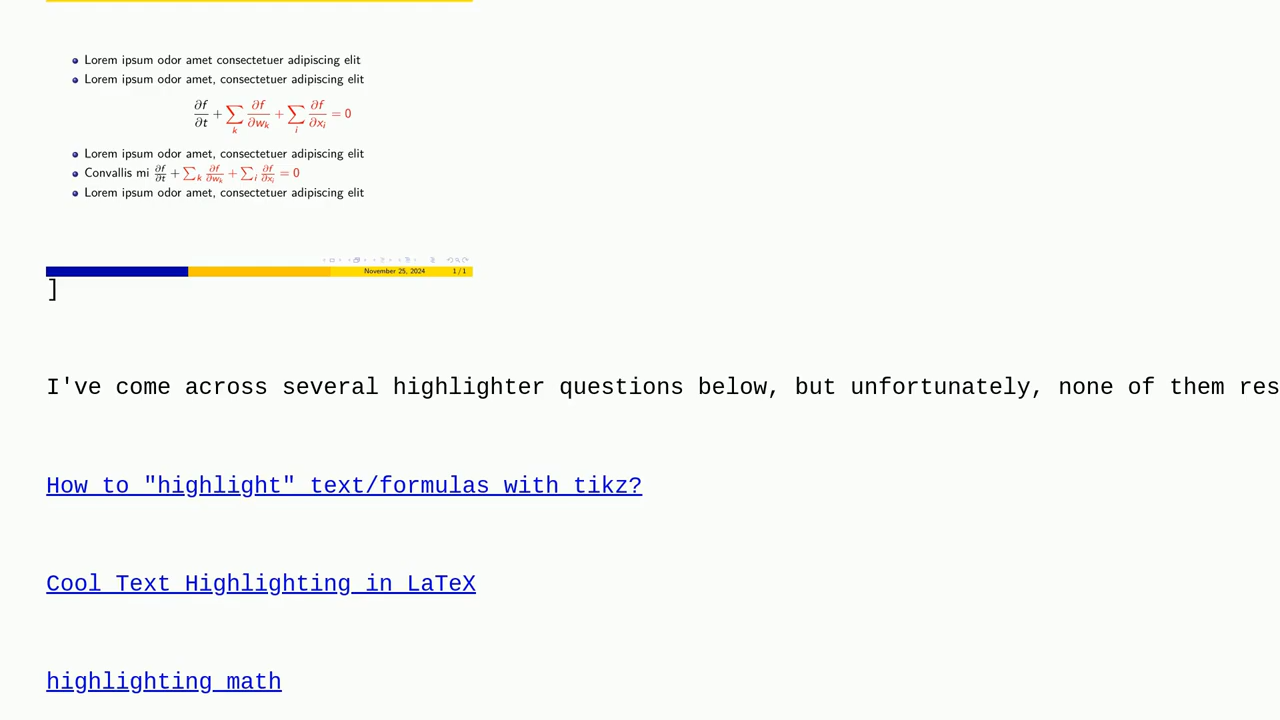 Lorem ipsum odor amet consectetuer adipiscing elit
Lorem ipsum odor amet, consectetuer adipiscing elit
∂f/∂t + ∑_k ∂f/∂w_k + ∑_i ∂f/∂x_i = 0
Lorem ipsum odor amet, consectetuer adipiscing elit
Convallis mi ∂f/∂t + ∑_k ∂f/∂w_k + ∑_i ∂f/∂x_i = 0
Lorem ipsum odor amet, consectetuer adipiscing elit
November 25, 2024 1 / 1
]
I've come across several highlighter questions below, but unfortunately, none of them res
How to "highlight" text/formulas with tikz?
Cool Text Highlighting in LaTeX
highlighting math